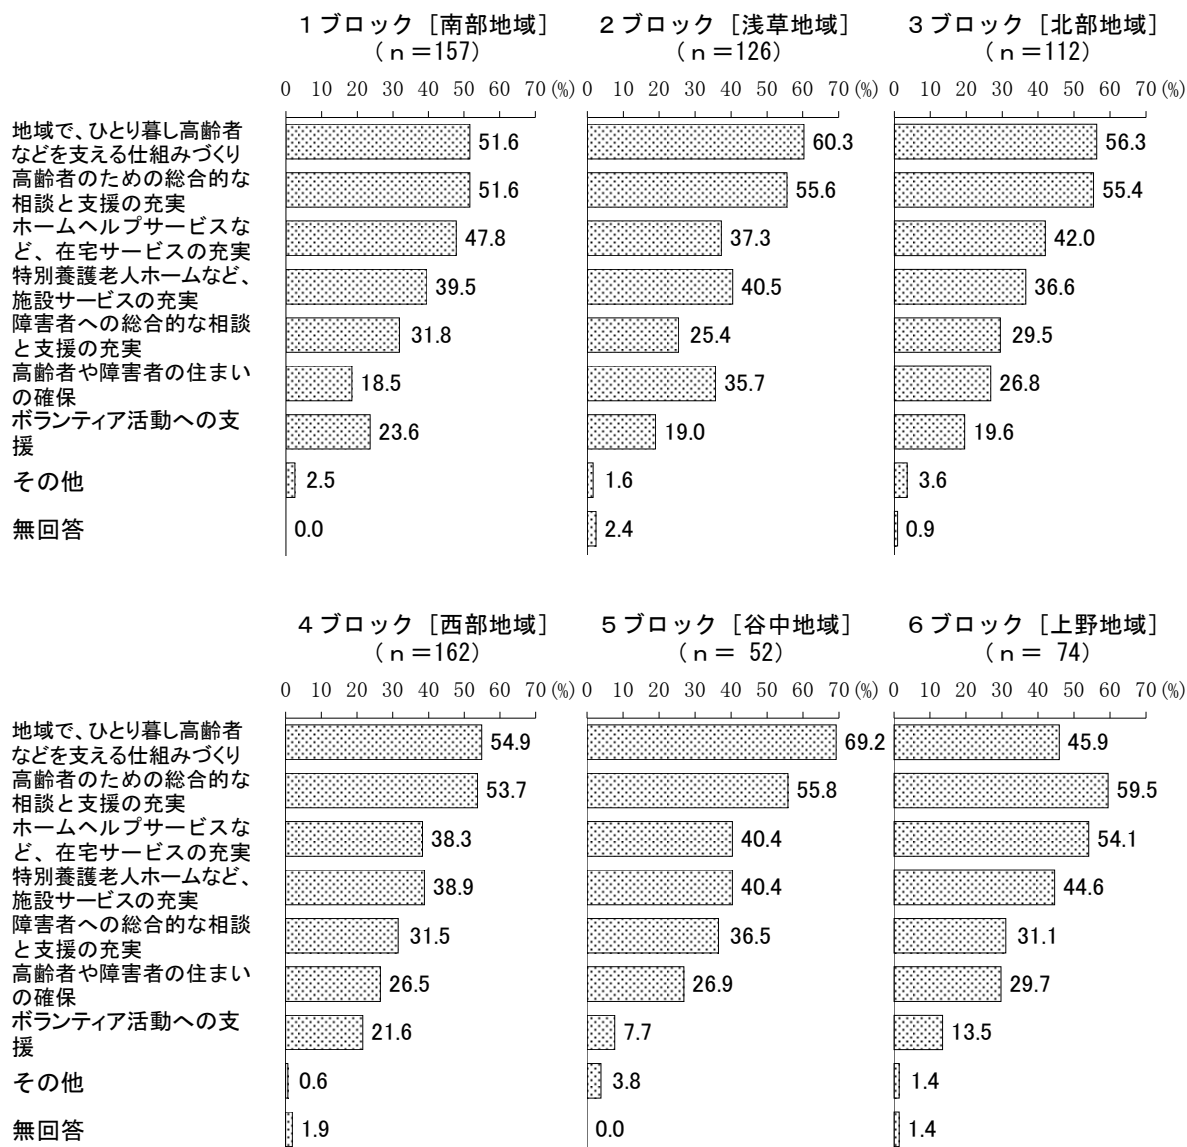 1ブロック［南部地域］ 2ブロック［浅草地域］ 3ブロック［北部地域］
（ｎ＝157） （ｎ＝126） （ｎ＝112）
0 10 20 30 40 50 60 70(%) 0 10 20 30 40 50 60 70(%) 0 10 20 30 40 50 60 70(%)
地域で、ひとり暮し高齢者
などを支える仕組みづくり 51.6 60.3 56.3
高齢者のための総合的な
相談と支援の充実 51.6 55.6 55.4
ホームヘルプサービスな
ど、在宅サービスの充実 47.8 37.3 42.0
特別養護老人ホームなど、
施設サービスの充実 39.5 40.5 36.6
障害者への総合的な相談
と支援の充実 31.8 25.4 29.5
高齢者や障害者の住まい
の確保 18.5 35.7 26.8
ボランティア活動への支
援 23.6 19.0 19.6
その他 2.5 1.6 3.6
無回答 0.0 2.4 0.9
4ブロック［西部地域］ 5ブロック［谷中地域］ 6ブロック［上野地域］
（ｎ＝162） （ｎ＝ 52） （ｎ＝ 74）
0 10 20 30 40 50 60 70(%) 0 10 20 30 40 50 60 70(%) 0 10 20 30 40 50 60 70(%)
地域で、ひとり暮し高齢者
などを支える仕組みづくり 54.9 69.2 45.9
高齢者のための総合的な
相談と支援の充実 53.7 55.8 59.5
ホームヘルプサービスな
ど、在宅サービスの充実 38.3 40.4 54.1
特別養護老人ホームなど、
施設サービスの充実 38.9 40.4 44.6
障害者への総合的な相談
と支援の充実 31.5 36.5 31.1
高齢者や障害者の住まい
の確保 26.5 26.9 29.7
ボランティア活動への支
援 21.6 7.7 13.5
その他 0.6 3.8 1.4
無回答 1.9 0.0 1.4